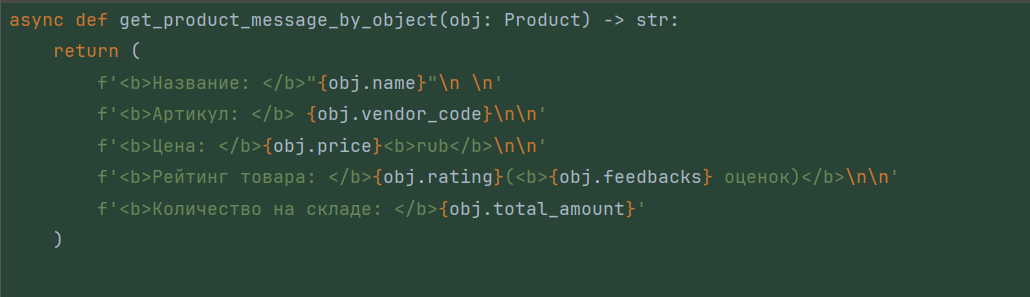 async def get_product_message_by_object(obj: Product) -> str:
    return (
        f'<b>Название: </b>"{obj.name}"\n \n'
        f'<b>Артикул: </b> {obj.vendor_code}\n\n'
        f'<b>Цена: </b>{obj.price}<b>rub</b>\n\n'
        f'<b>Рейтинг товара: </b>{obj.rating}(<b>{obj.feedbacks} оценок)</b>\n\n'
        f'<b>Количество на складе: </b>{obj.total_amount}'
    )